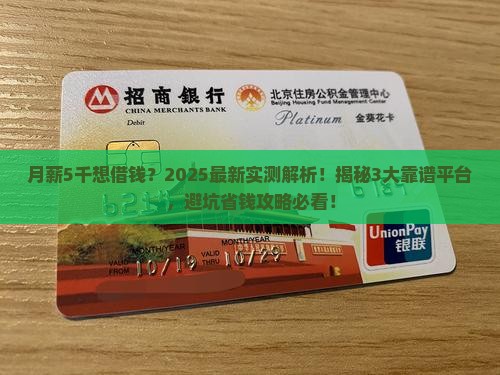 招商银行
CHINA MERCHANTS BANK
Debit
北京住房公积金管理中心
Beijing Housing Fund Management Center
Platinum 金葵花卡
月薪5千想借钱？2025最新实测解析！揭秘3大靠谱平台
，避坑省钱攻略必看！
MONTH/YEAR MONTH/YEAR
VALID FROM 10/19 VALID THRU 10/29
UnionPay
银联